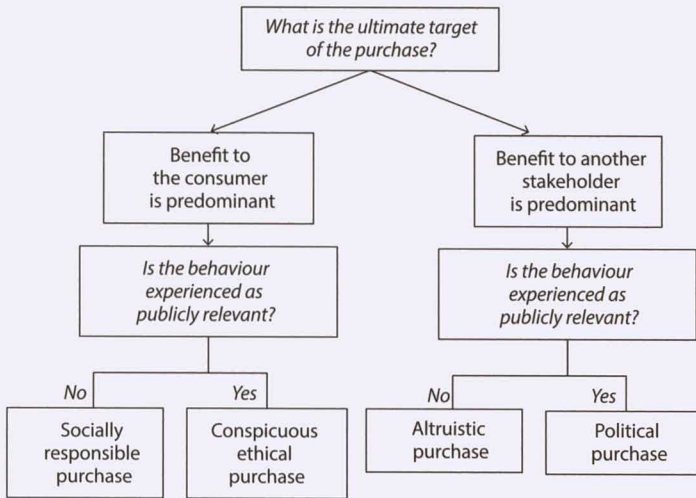 What is the ultimate target
of the purchase?
Benefit to
the consumer
is predominant
Benefit to another
stakeholder
is predominant
Is the behaviour
experienced as
publicly relevant?
Is the behaviour
experienced as
publicly relevant?
No
Yes
No
Yes
Socially
responsible
purchase
Conspicuous
ethical
purchase
Altruistic
purchase
Political
purchase